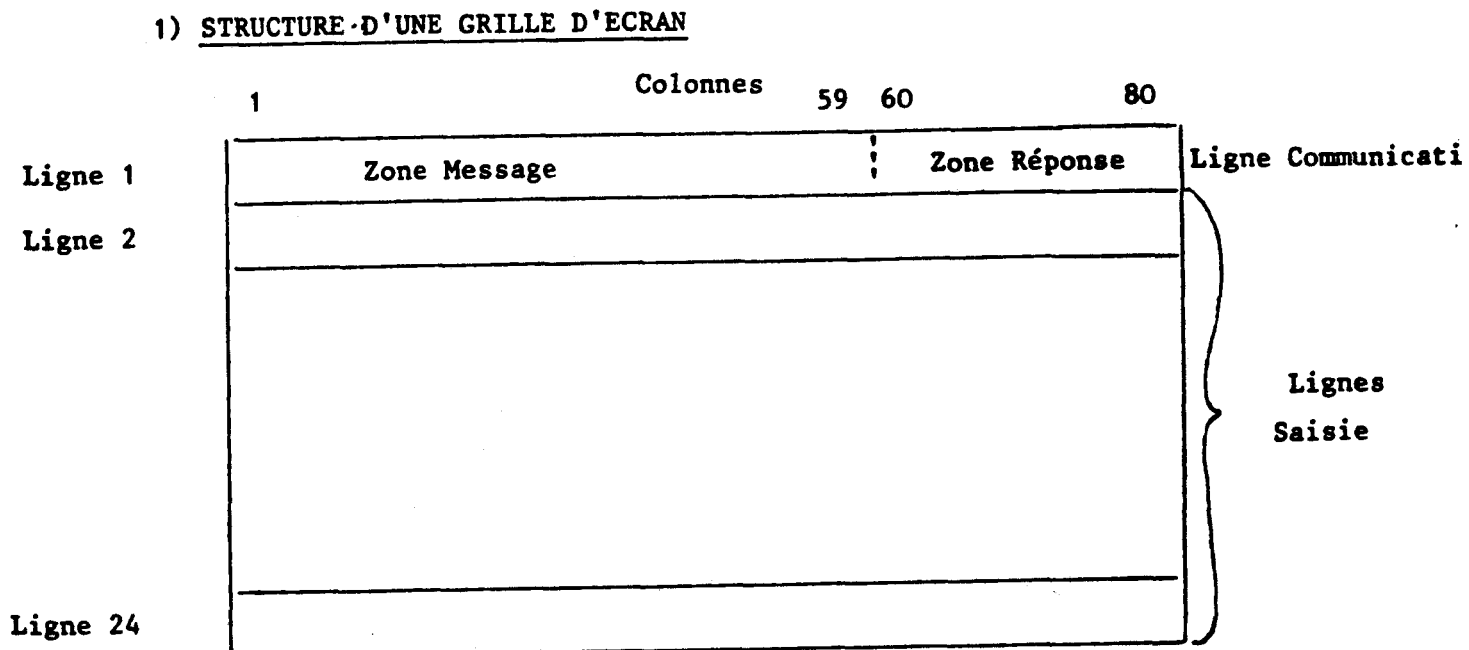 1) STRUCTURE D'UNE GRILLE D'ECRAN
Colonnes
1 59 60 80
Ligne 1 Zone Message Zone Réponse Ligne Communicati
Ligne 2
Lignes
Saisie
Ligne 24